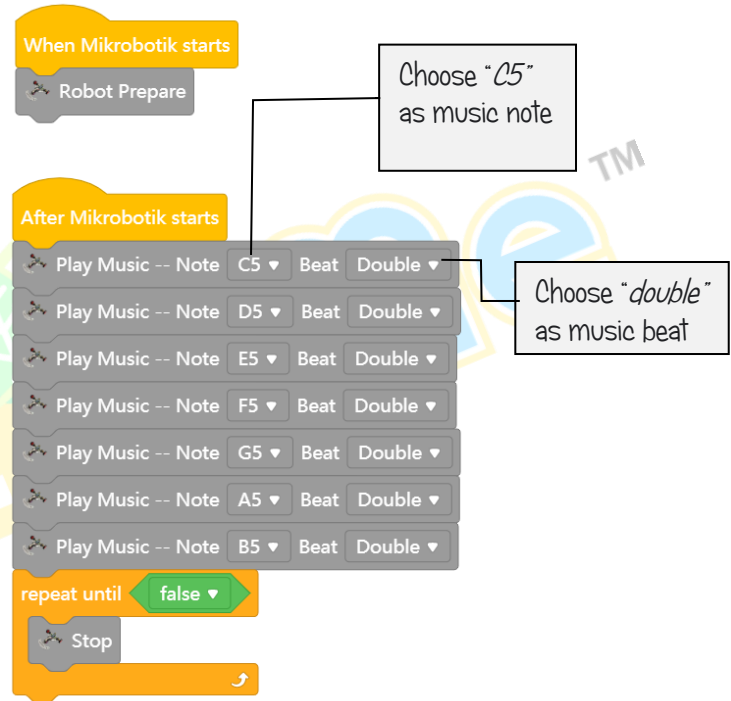 When Mikrobotik starts
Robot Prepare
Choose "C5"
as music note
TM
After Mikrobotik starts
Play Music -- Note C5 ▼ Beat Double ▼
Choose "double"
as music beat
Play Music -- Note D5 ▼ Beat Double ▼
Play Music -- Note E5 ▼ Beat Double ▼
Play Music -- Note F5 ▼ Beat Double ▼
Play Music -- Note G5 ▼ Beat Double ▼
Play Music -- Note A5 ▼ Beat Double ▼
Play Music -- Note B5 ▼ Beat Double ▼
repeat until false ▼
Stop